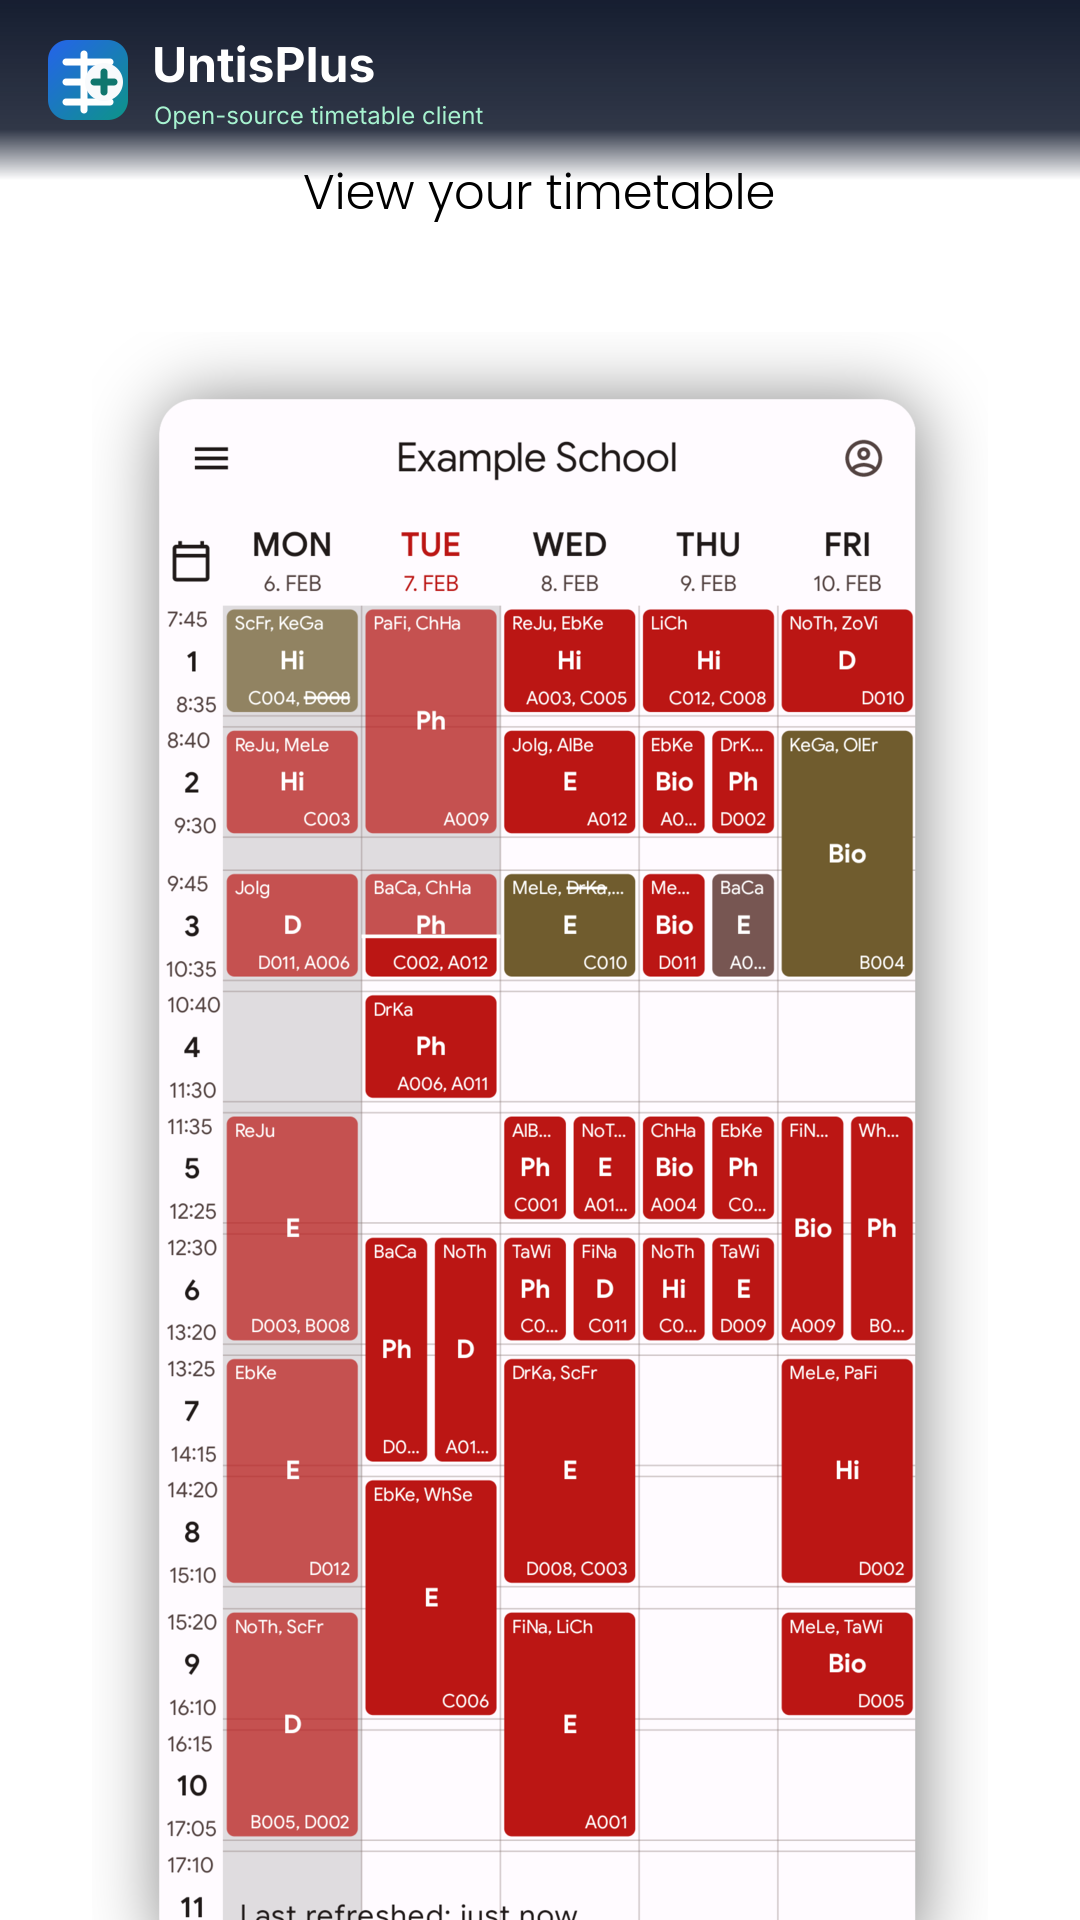 UntisPlus
Open-source timetable client
View your timetable
Example School
MON TUE WED THU FRI
6. FEB 7. FEB 8. FEB 9. FEB 10. FEB
7:45
1
8:35
ScFr, KeGa
Hi
C004, D008
PaFi, ChHa
Ph
A009
ReJu, EbKe
Hi
A003, C005
LiCh
Hi
C012, C008
NoTh, ZoVi
D
D010
8:40
2
9:30
ReJu, MeLe
Hi
C003
JoIg, AlBe
E
A012
EbKe
Bio
A0...
DrK...
Ph
D002
KeGa, OlEr
Bio
B004
9:45
3
10:35
JoIg
D
D011, A006
BaCa, ChHa
Ph
C002, A012
MeLe, DrKa,...
E
C010
Me...
Bio
D011
BaCa
E
A0...
10:40
4
11:30
DrKa
Ph
A006, A011
11:35
5
12:25
ReJu
E
D003, B008
AlB...
Ph
C001
NoT...
E
A01...
ChHa
Bio
A004
EbKe
Ph
C0...
FiN...
Bio
A009
Wh...
Ph
B0...
12:30
6
13:20
BaCa
Ph
D0...
NoTh
D
A01...
TaWi
Ph
C0...
FiNa
D
C011
NoTh
Hi
C0...
TaWi
E
D009
13:25
7
14:15
EbKe
E
D012
DrKa, ScFr
E
D008, C003
MeLe, PaFi
Hi
D002
14:20
8
15:10
EbKe, WhSe
E
C006
15:20
9
16:10
NoTh, ScFr
D
B005, D002
FiNa, LiCh
E
A001
MeLe, TaWi
Bio
D005
16:15
10
17:05
17:10
11
Last refreshed: just now